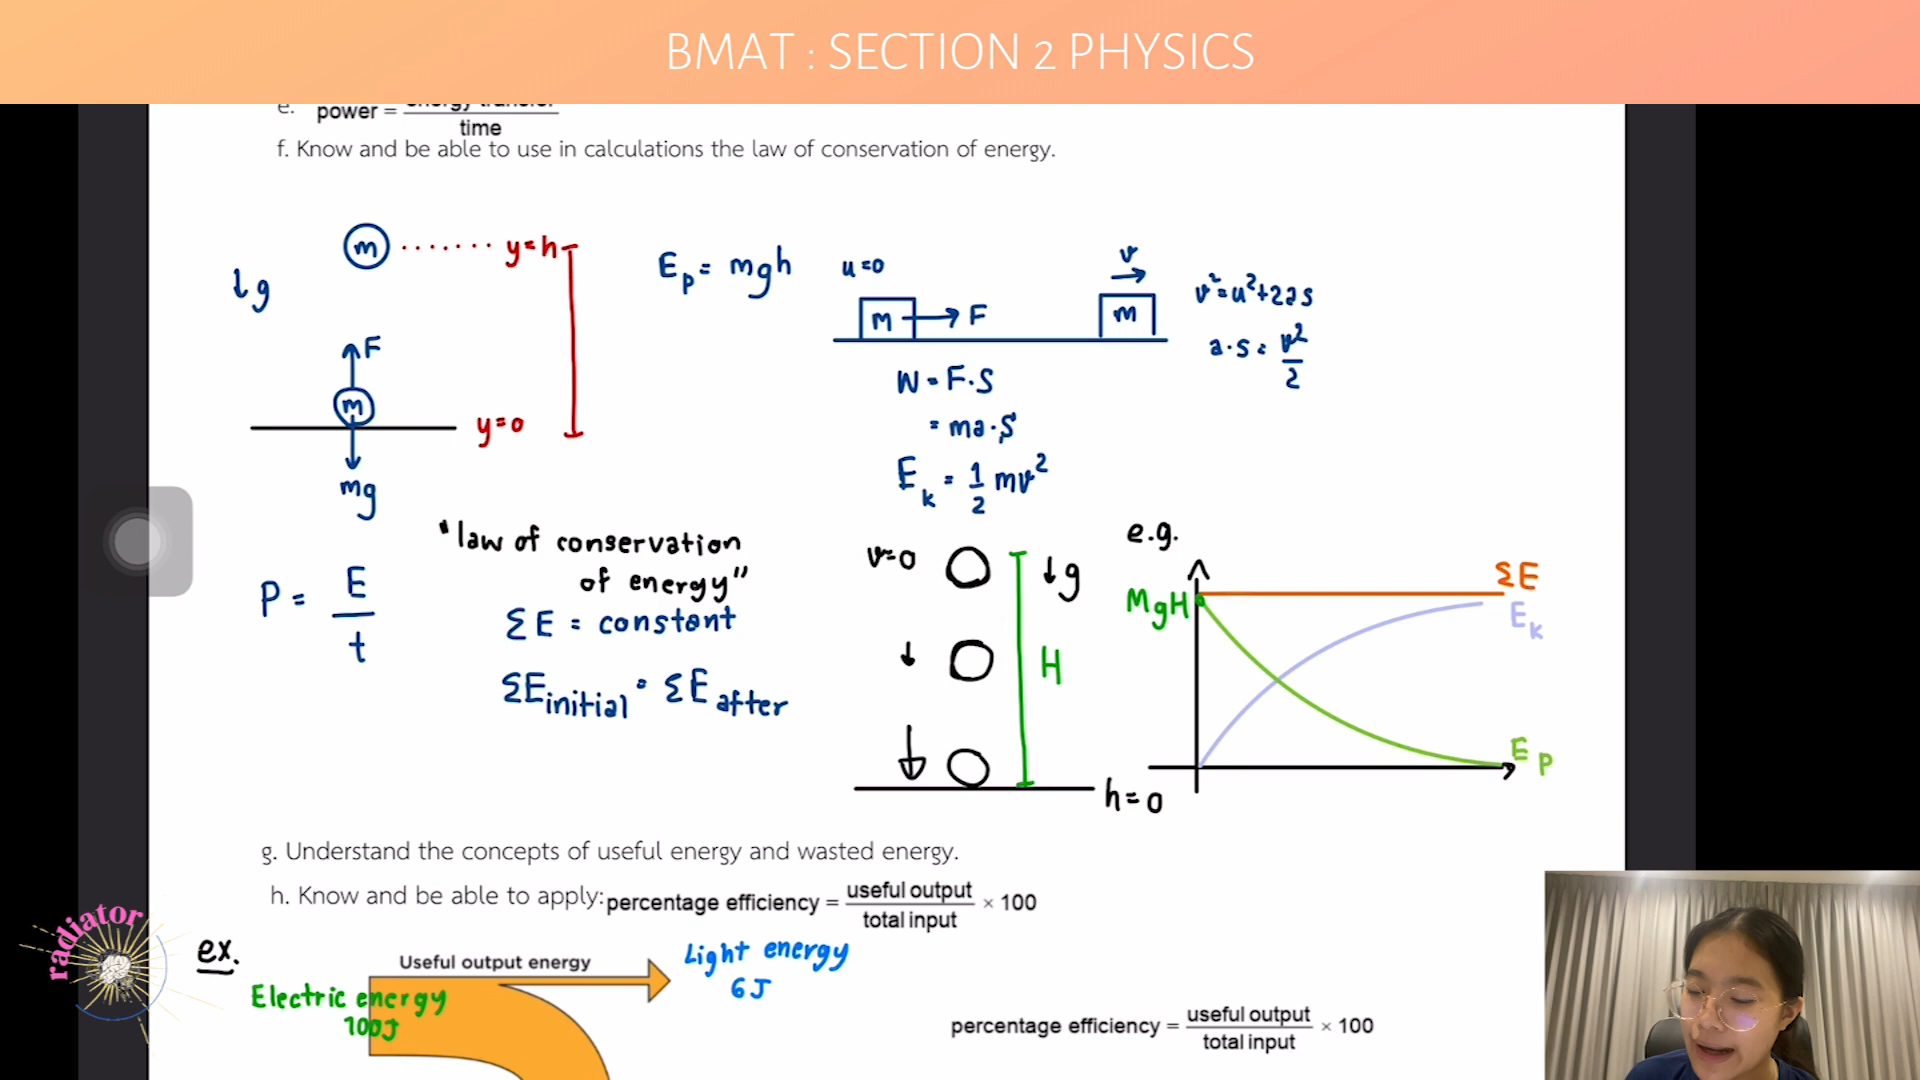 BMAT : SECTION 2 PHYSICS
e. power = energy transfer
time
f. Know and be able to use in calculations the law of conservation of energy.
m ....... y=h
↓g
F
m
y=0
mg
Ep = mgh
u=0
m → F
v
m
v²=u²+2as
a·s = v²
2
W = F·S
= ma·S
Ek = 1/2 mv²
P = E
t
"law of conservation
of energy"
ΣE = constant
ΣEinitial = ΣEafter
v=0
↓g
H
h=0
e.g.
MgH
ΣE
Ek
Ep
g. Understand the concepts of useful energy and wasted energy.
h. Know and be able to apply: percentage efficiency = useful output
total input × 100
radiator
ex.
Useful output energy
Light energy
6J
Electric energy
100J
percentage efficiency = useful output
total input × 100